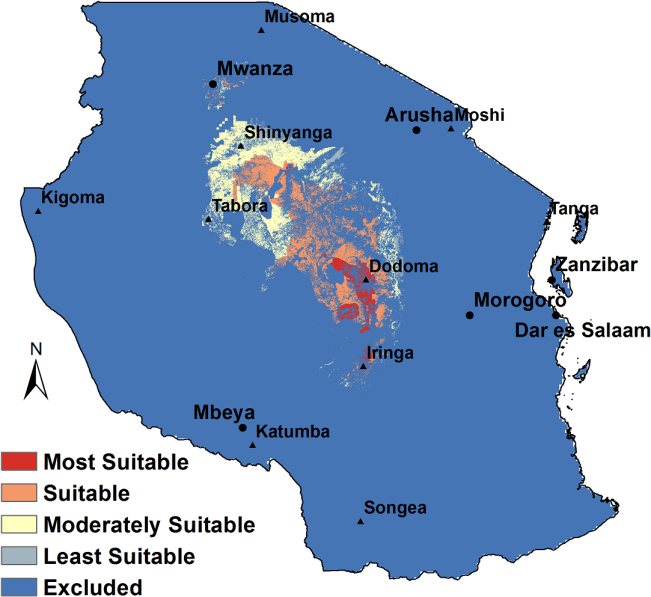 Musoma
Mwanza
Arusha
Moshi
Shinyanga
Kigoma
Tabora
Tanga
Dodoma
Zanzibar
Morogoro
Dar es Salaam
Iringa
N
Mbeya
Katumba
Most Suitable
Suitable
Songea
Moderately Suitable
Least Suitable
Excluded